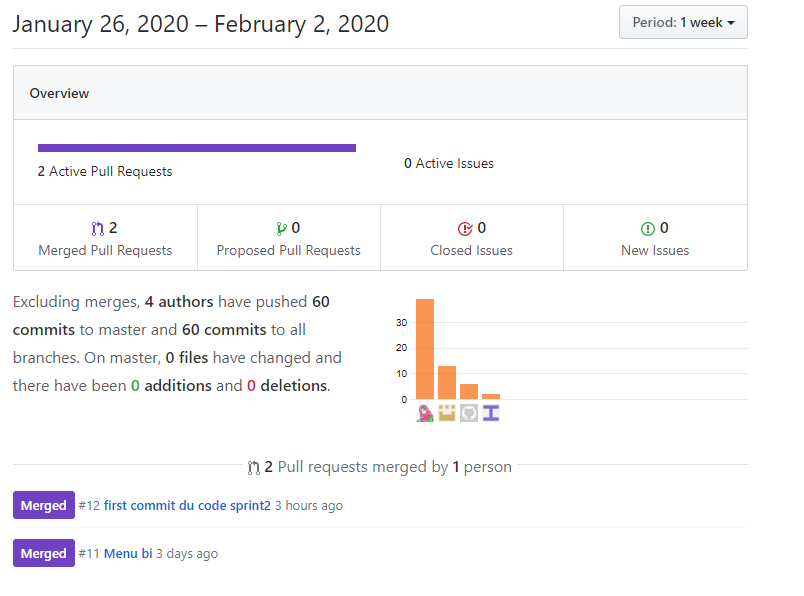 January 26, 2020 – February 2, 2020
Period: 1 week
Overview
2 Active Pull Requests
0 Active Issues
2
Merged Pull Requests
0
Proposed Pull Requests
0
Closed Issues
0
New Issues
Excluding merges, 4 authors have pushed 60
commits to master and 60 commits to all
branches. On master, 0 files have changed and
there have been 0 additions and 0 deletions.
30
20
10
0
2 Pull requests merged by 1 person
Merged #12 first commit du code sprint2 3 hours ago
Merged #11 Menu bi 3 days ago